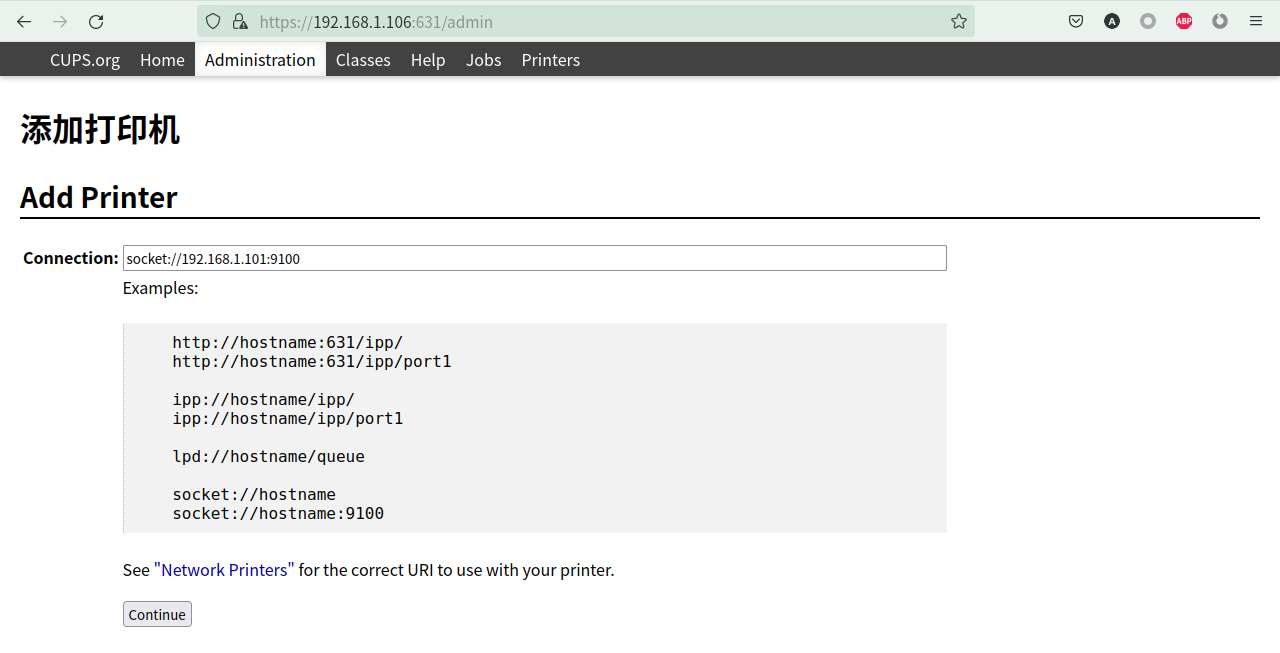 https://192.168.1.106:631/admin
A
ABP
CUPS.org Home Administration Classes Help Jobs Printers
添加打印机
Add Printer
Connection: socket://192.168.1.101:9100
Examples:
http://hostname:631/ipp/
http://hostname:631/ipp/port1
ipp://hostname/ipp/
ipp://hostname/ipp/port1
lpd://hostname/queue
socket://hostname
socket://hostname:9100
See "Network Printers" for the correct URI to use with your printer.
Continue